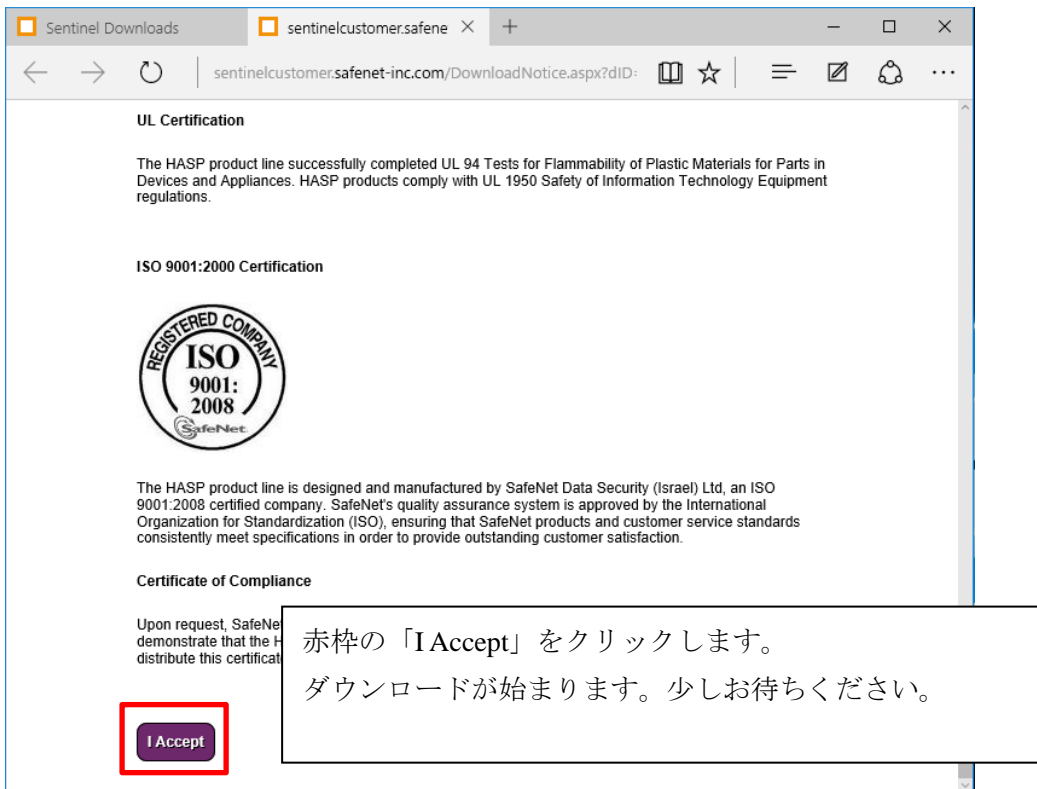 Sentinel Downloads
sentinelcustomer.safene
sentinelcustomer.safenet-inc.com/DownloadNotice.aspx?dID=
UL Certification
The HASP product line successfully completed UL 94 Tests for Flammability of Plastic Materials for Parts in
Devices and Appliances. HASP products comply with UL 1950 Safety of Information Technology Equipment
regulations.
ISO 9001:2000 Certification
REGISTERED COMPANY
ISO
9001:
2008
SafeNet
The HASP product line is designed and manufactured by SafeNet Data Security (Israel) Ltd, an ISO
9001:2008 certified company. SafeNet's quality assurance system is approved by the International
Organization for Standardization (ISO), ensuring that SafeNet products and customer service standards
consistently meet specifications in order to provide outstanding customer satisfaction.
Certificate of Compliance
Upon request, SafeNe
demonstrate that the H
distribute this certificat
赤枠の「I Accept」をクリックします。
ダウンロードが始まります。少しお待ちください。
I Accept